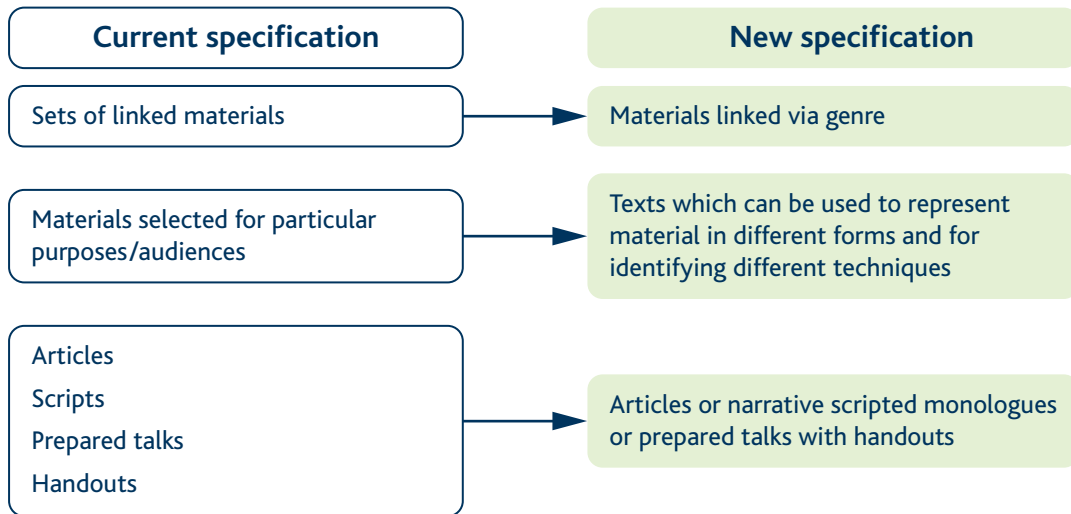 Current specification
New specification
Sets of linked materials
Materials linked via genre
Materials selected for particular
purposes/audiences
Texts which can be used to represent
material in different forms and for
identifying different techniques
Articles
Scripts
Prepared talks
Handouts
Articles or narrative scripted monologues
or prepared talks with handouts